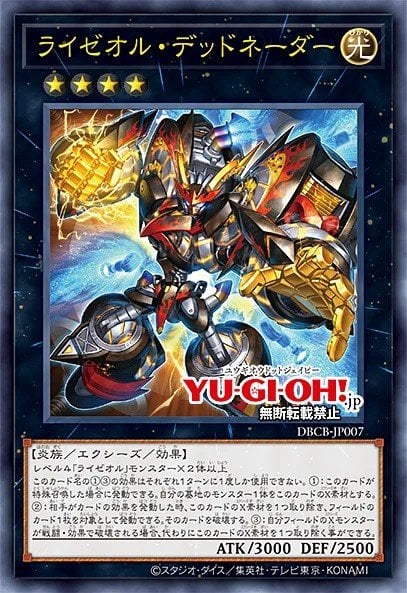 ライゼオル・デッドネーダー
光
ユウギオウドットジェイピー
YU-GI-OH!.jp
無断転載禁止
DBCB-JP007
【炎族／エクシーズ／効果】
レベル4「ライゼオル」モンスター×2体以上
このカード名の①③の効果はそれぞれ1ターンに1度しか使用できない。①：このカードが
特殊召喚した場合に発動できる。自分の墓地のモンスター1体をこのカードのX素材とする。
②：相手がカードの効果を発動した時、このカードのX素材を1つ取り除き、フィールドの
カード1枚を対象として発動できる。そのカードを破壊する。③：自分フィールドのXモンスター
が戦闘・効果で破壊される場合、代わりにこのカードのX素材を1つ取り除く事ができる。
ATK/3000 DEF/2500
©スタジオ・ダイス／集英社・テレビ東京・KONAMI